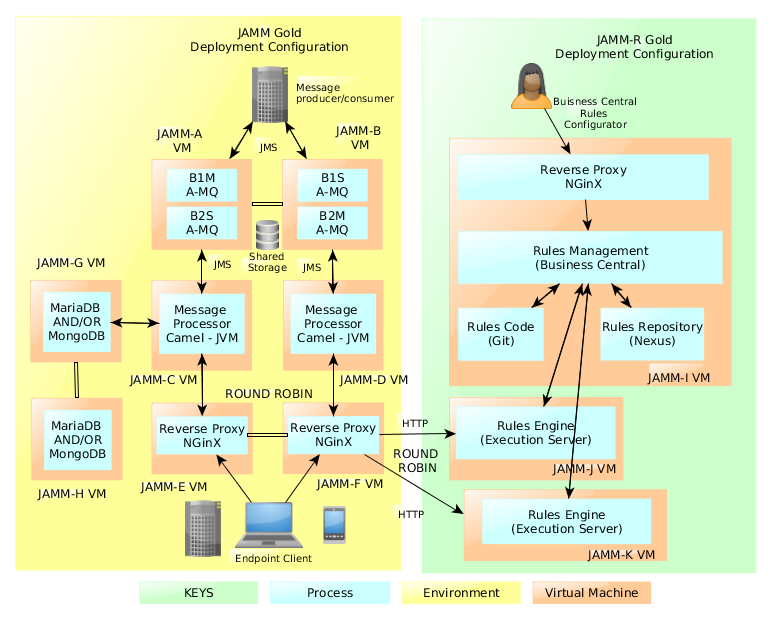 JAMM Gold
Deployment Configuration
Message
producer/consumer
JAMM-A
VM
JMS
JAMM-B
VM
B1M
A-MQ
B2S
A-MQ
B1S
A-MQ
B2M
A-MQ
Shared
Storage
JMS
JMS
JAMM-G VM
MariaDB
AND/OR
MongoDB
Message
Processor
Camel - JVM
Message
Processor
Camel - JVM
JAMM-C VM
JAMM-D VM
ROUND ROBIN
MariaDB
AND/OR
MongoDB
JAMM-H VM
Reverse Proxy
NGinX
Reverse Proxy
NGinX
JAMM-E VM
JAMM-F VM
Endpoint Client
HTTP
ROUND
ROBIN
HTTP
JAMM-R Gold
Deployment Configuration
Buisness Central
Rules
Configurator
Reverse Proxy
NGinX
Rules Management
(Business Central)
Rules Code
(Git)
Rules Repository
(Nexus)
JAMM-I VM
Rules Engine
(Execution Server)
JAMM-J VM
Rules Engine
(Execution Server)
JAMM-K VM
KEYS
Process
Environment
Virtual Machine